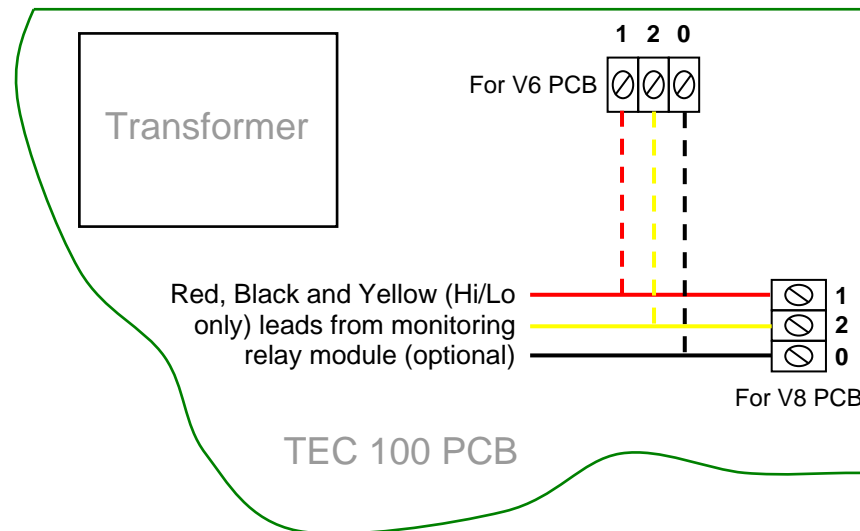 1 2 0
For V6 PCB
Transformer
Red, Black and Yellow (Hi/Lo
only) leads from monitoring
relay module (optional)
1
2
0
For V8 PCB
TEC 100 PCB